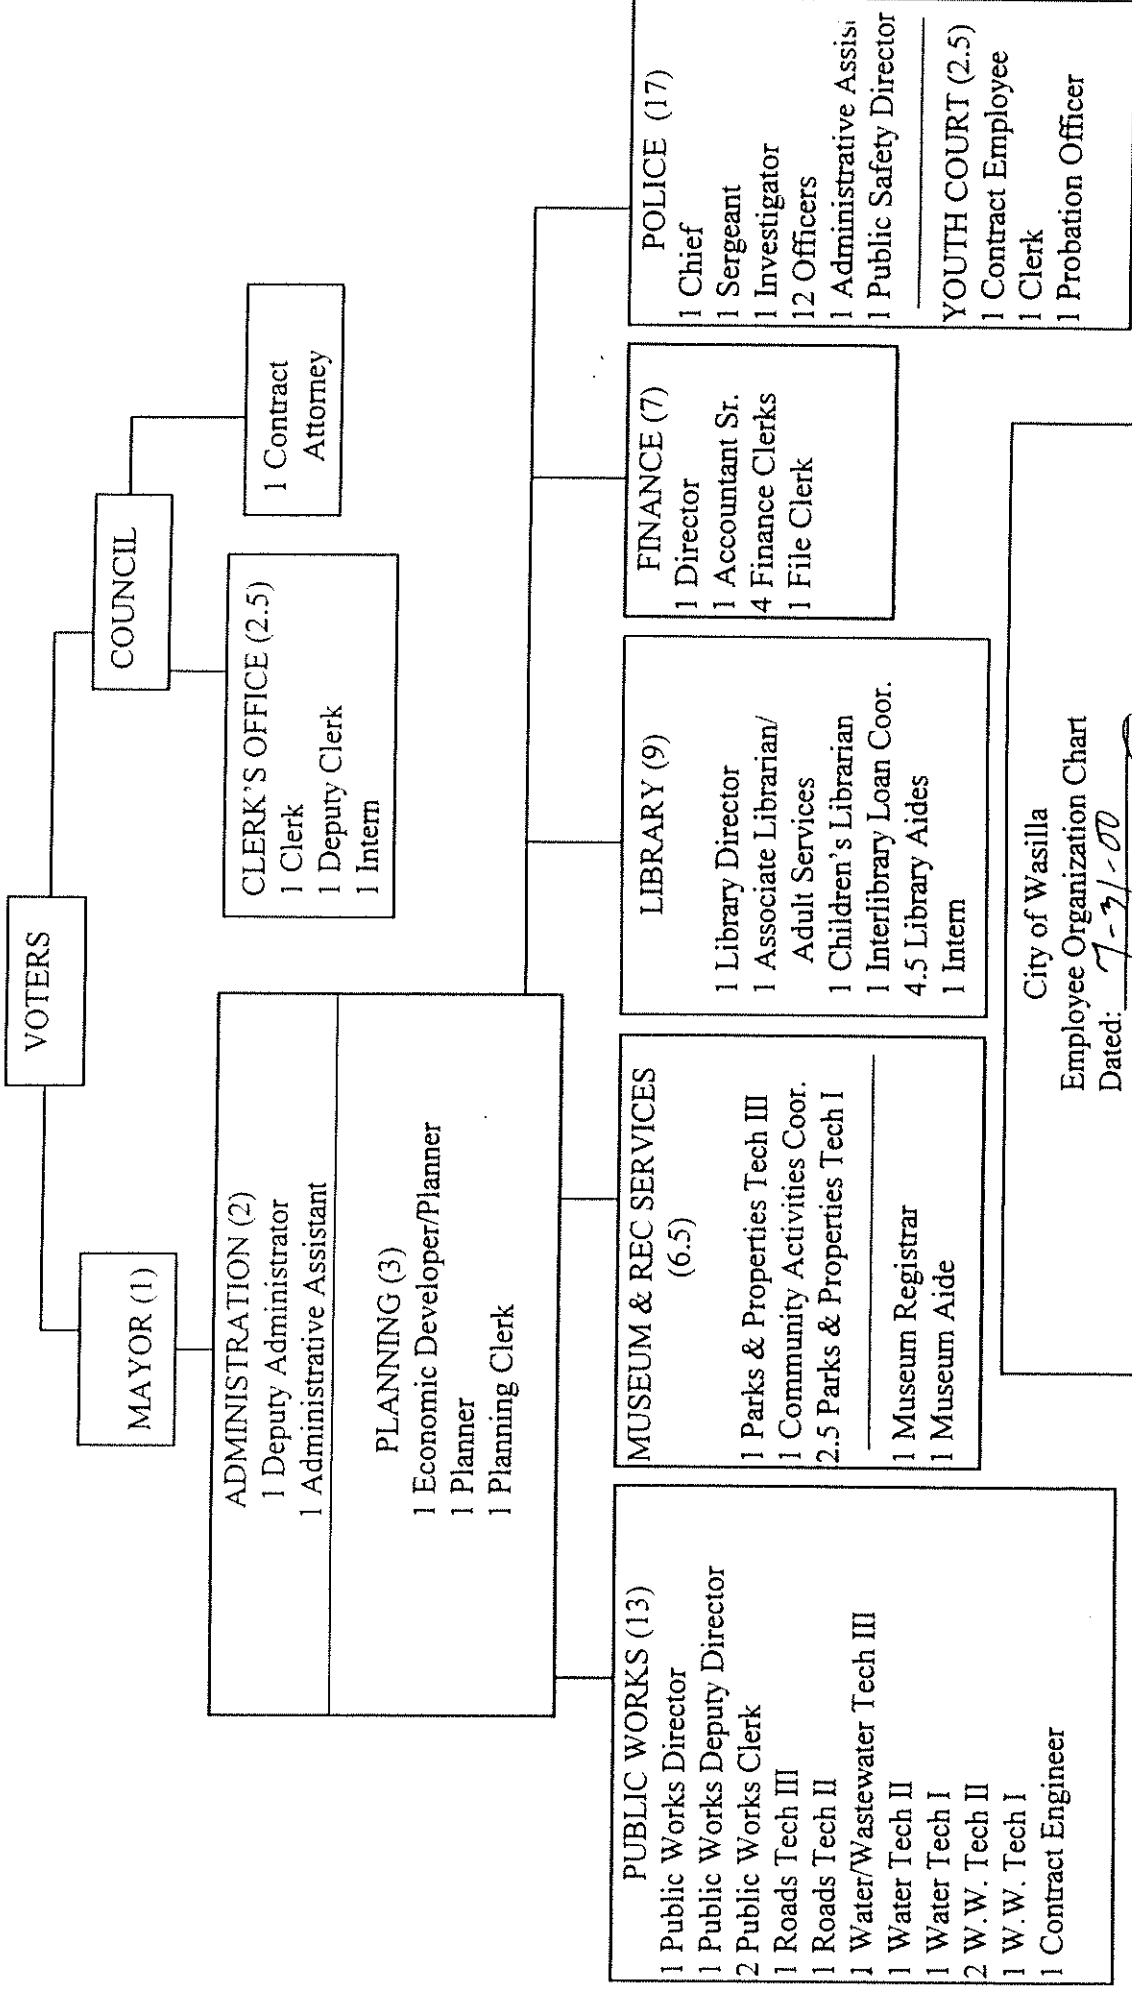 VOTERS
MAYOR (1)
COUNCIL
1 Contract
Attorney
CLERK'S OFFICE (2.5)
1 Clerk
1 Deputy Clerk
1 Intern
ADMINISTRATION (2)
1 Deputy Administrator
1 Administrative Assistant
PLANNING (3)
1 Economic Developer/Planner
1 Planner
1 Planning Clerk
PUBLIC WORKS (13)
1 Public Works Director
1 Public Works Deputy Director
2 Public Works Clerk
1 Roads Tech III
1 Roads Tech II
1 Water/Wastewater Tech III
1 Water Tech II
1 Water Tech I
2 W.W. Tech II
1 W.W. Tech I
1 Contract Engineer
MUSEUM & REC SERVICES
(6.5)
1 Parks & Properties Tech III
1 Community Activities Coor.
2.5 Parks & Properties Tech I
1 Museum Registrar
1 Museum Aide
LIBRARY (9)
1 Library Director
1 Associate Librarian/
Adult Services
1 Children's Librarian
1 Interlibrary Loan Coor.
4.5 Library Aides
1 Intern
FINANCE (7)
1 Director
1 Accountant Sr.
4 Finance Clerks
1 File Clerk
POLICE (17)
1 Chief
1 Sergeant
1 Investigator
12 Officers
1 Administrative Assis
1 Public Safety Director
YOUTH COURT (2.5)
1 Contract Employee
1 Clerk
1 Probation Officer
City of Wasilla
Employee Organization Chart
Dated: 7-31-00